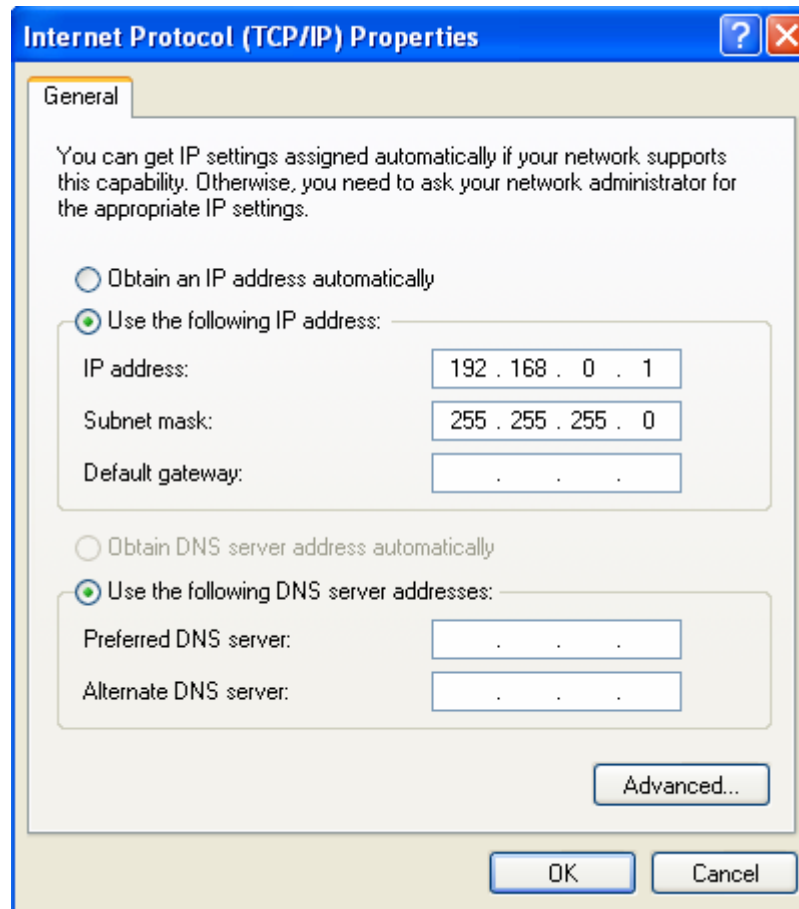 Internet Protocol (TCP/IP) Properties
General
You can get IP settings assigned automatically if your network supports
this capability. Otherwise, you need to ask your network administrator for
the appropriate IP settings.
Obtain an IP address automatically
Use the following IP address:
IP address: 192 . 168 . 0 . 1
Subnet mask: 255 . 255 . 255 . 0
Default gateway: . . .
Obtain DNS server address automatically
Use the following DNS server addresses:
Preferred DNS server: . . .
Alternate DNS server: . . .
Advanced...
OK Cancel